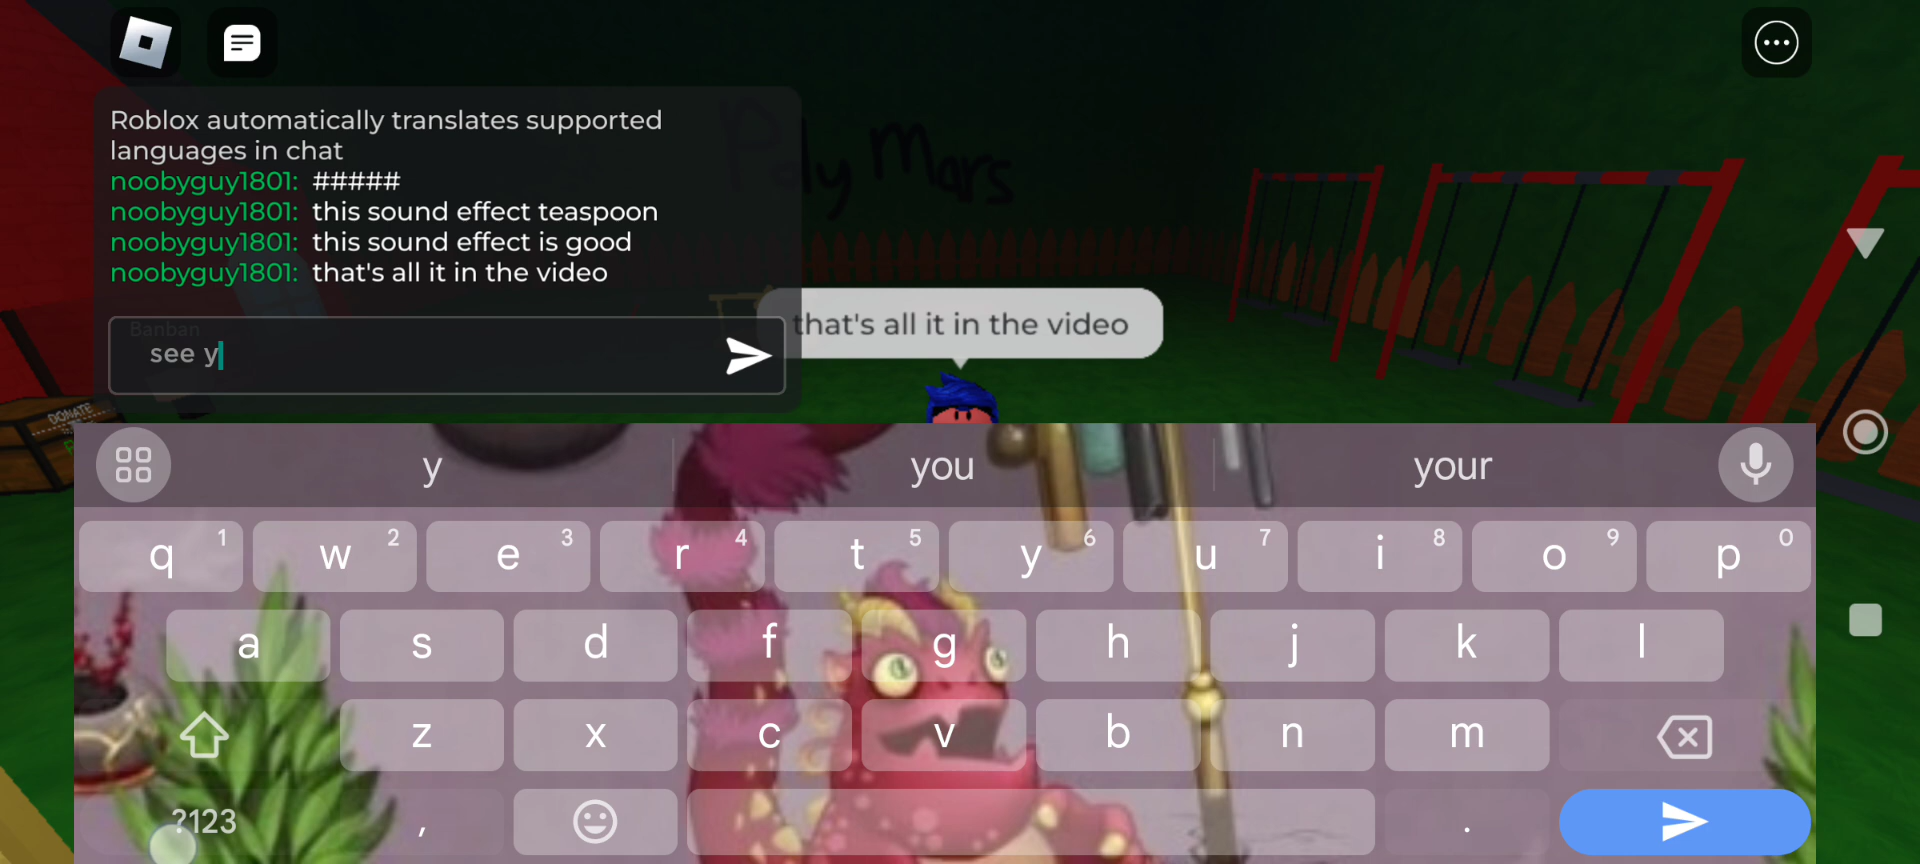 Roblox automatically translates supported
languages in chat
noobyguy1801: #####
noobyguy1801: this sound effect teaspoon
noobyguy1801: this sound effect is good
noobyguy1801: that's all it in the video
Paly Mars
Banban
see y
that's all it in the video
DONATE
y you your
q 1 w 2 e 3 r 4 t 5 y 6 u 7 i 8 o 9 p 0
a s d f g h j k l
z x c v b n m
?123 , .